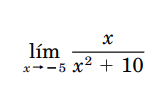 lím x/(x² + 10)
x→−5